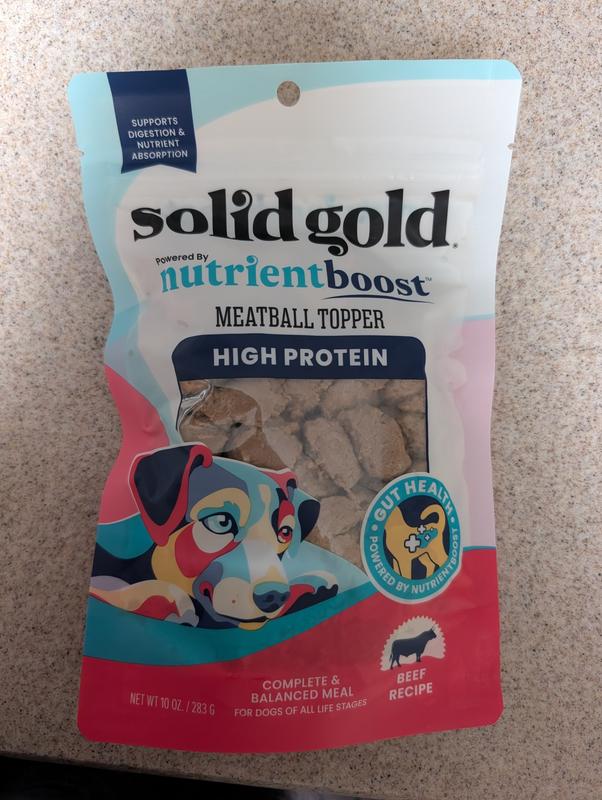 SUPPORTS
DIGESTION &
NUTRIENT
ABSORPTION
solid gold®
Powered By
nutrientboost™
MEATBALL TOPPER
HIGH PROTEIN
• GUT HEALTH •
POWERED BY NUTRIENTBOOST
BEEF
RECIPE
COMPLETE &
BALANCED MEAL
FOR DOGS OF ALL LIFE STAGES
NET WT 10 OZ. / 283 G